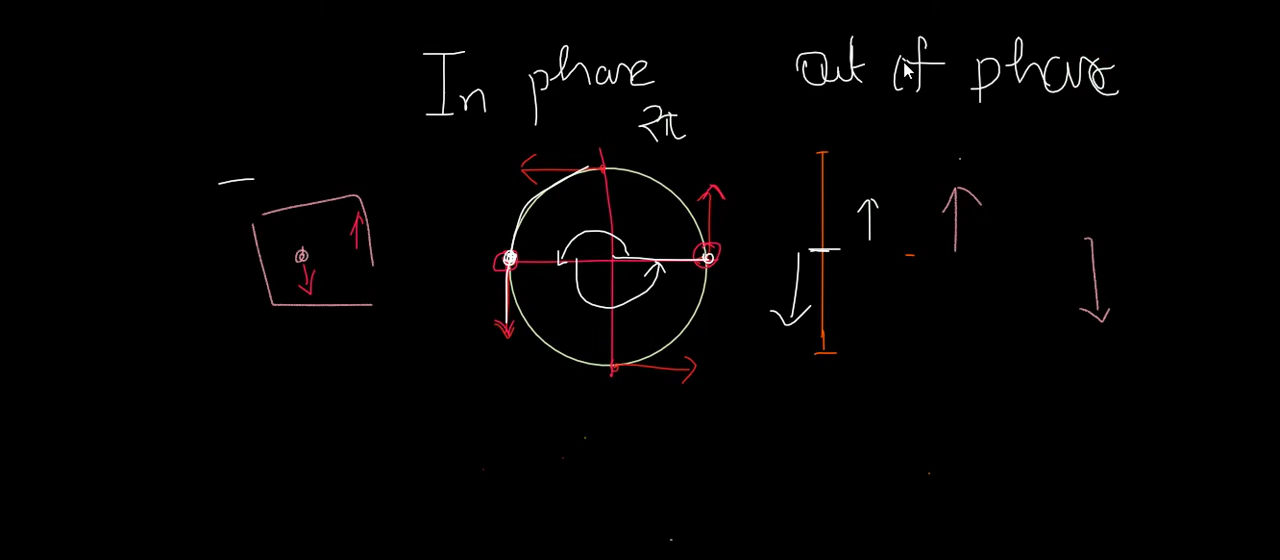 In phase
out of phase
2π